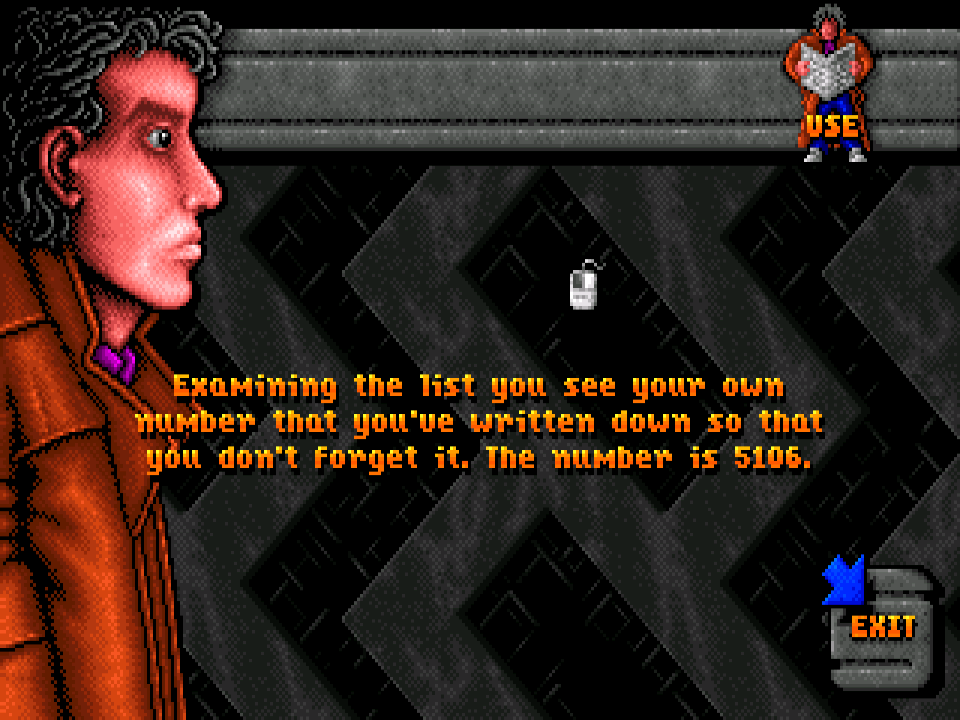 USE
Examining the list you see your own
number that you've written down so that
you don't forget it. The number is 5106.
EXIT